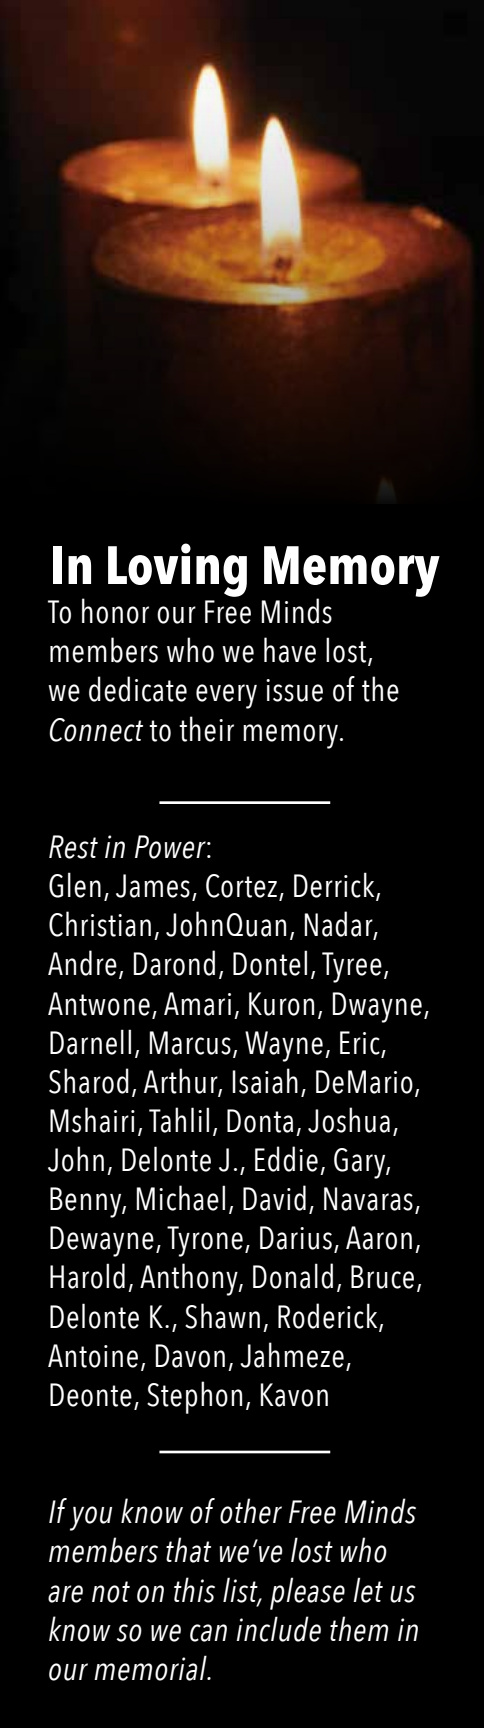 In Loving Memory
To honor our Free Minds
members who we have lost,
we dedicate every issue of the
Connect to their memory.
Rest in Power:
Glen, James, Cortez, Derrick,
Christian, JohnQuan, Nadar,
Andre, Darond, Dontel, Tyree,
Antwone, Amari, Kuron, Dwayne,
Darnell, Marcus, Wayne, Eric,
Sharod, Arthur, Isaiah, DeMario,
Mshairi, Tahlil, Donta, Joshua,
John, Delonte J., Eddie, Gary,
Benny, Michael, David, Navaras,
Dewayne, Tyrone, Darius, Aaron,
Harold, Anthony, Donald, Bruce,
Delonte K., Shawn, Roderick,
Antoine, Davon, Jahmeze,
Deonte, Stephon, Kavon
If you know of other Free Minds
members that we've lost who
are not on this list, please let us
know so we can include them in
our memorial.